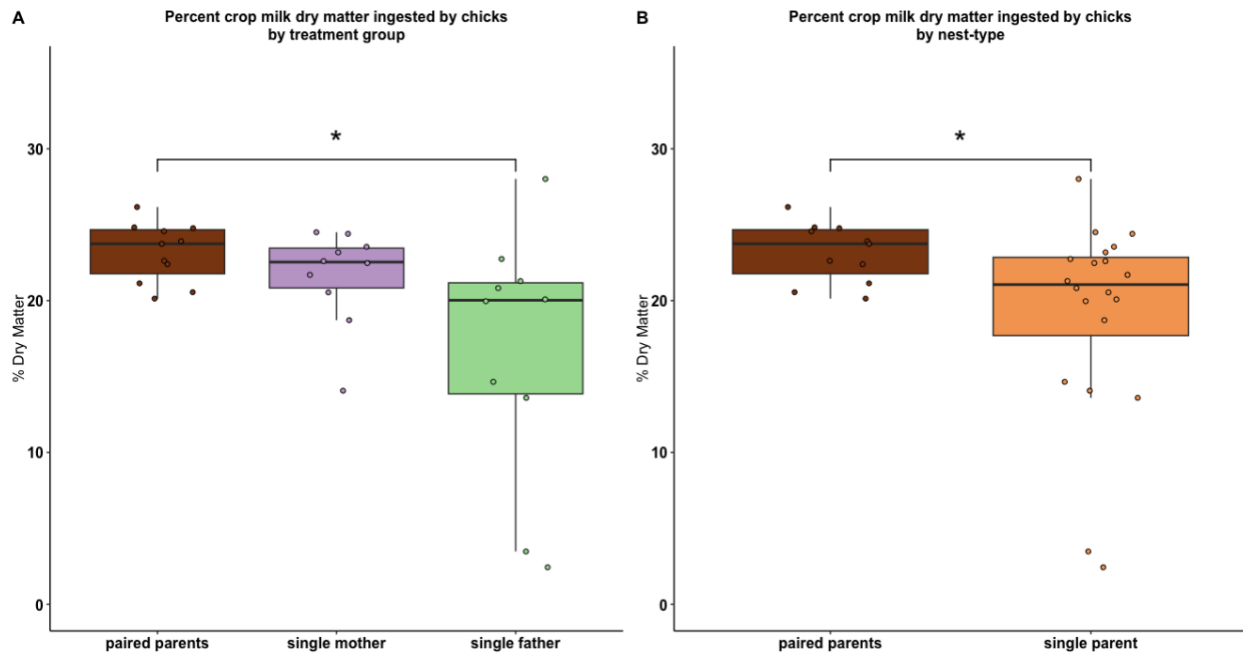 A
Percent crop milk dry matter ingested by chicks
by treatment group
*
30
20
10
0
% Dry Matter
paired parents
single mother
single father
B
Percent crop milk dry matter ingested by chicks
by nest-type
*
30
20
10
0
% Dry Matter
paired parents
single parent